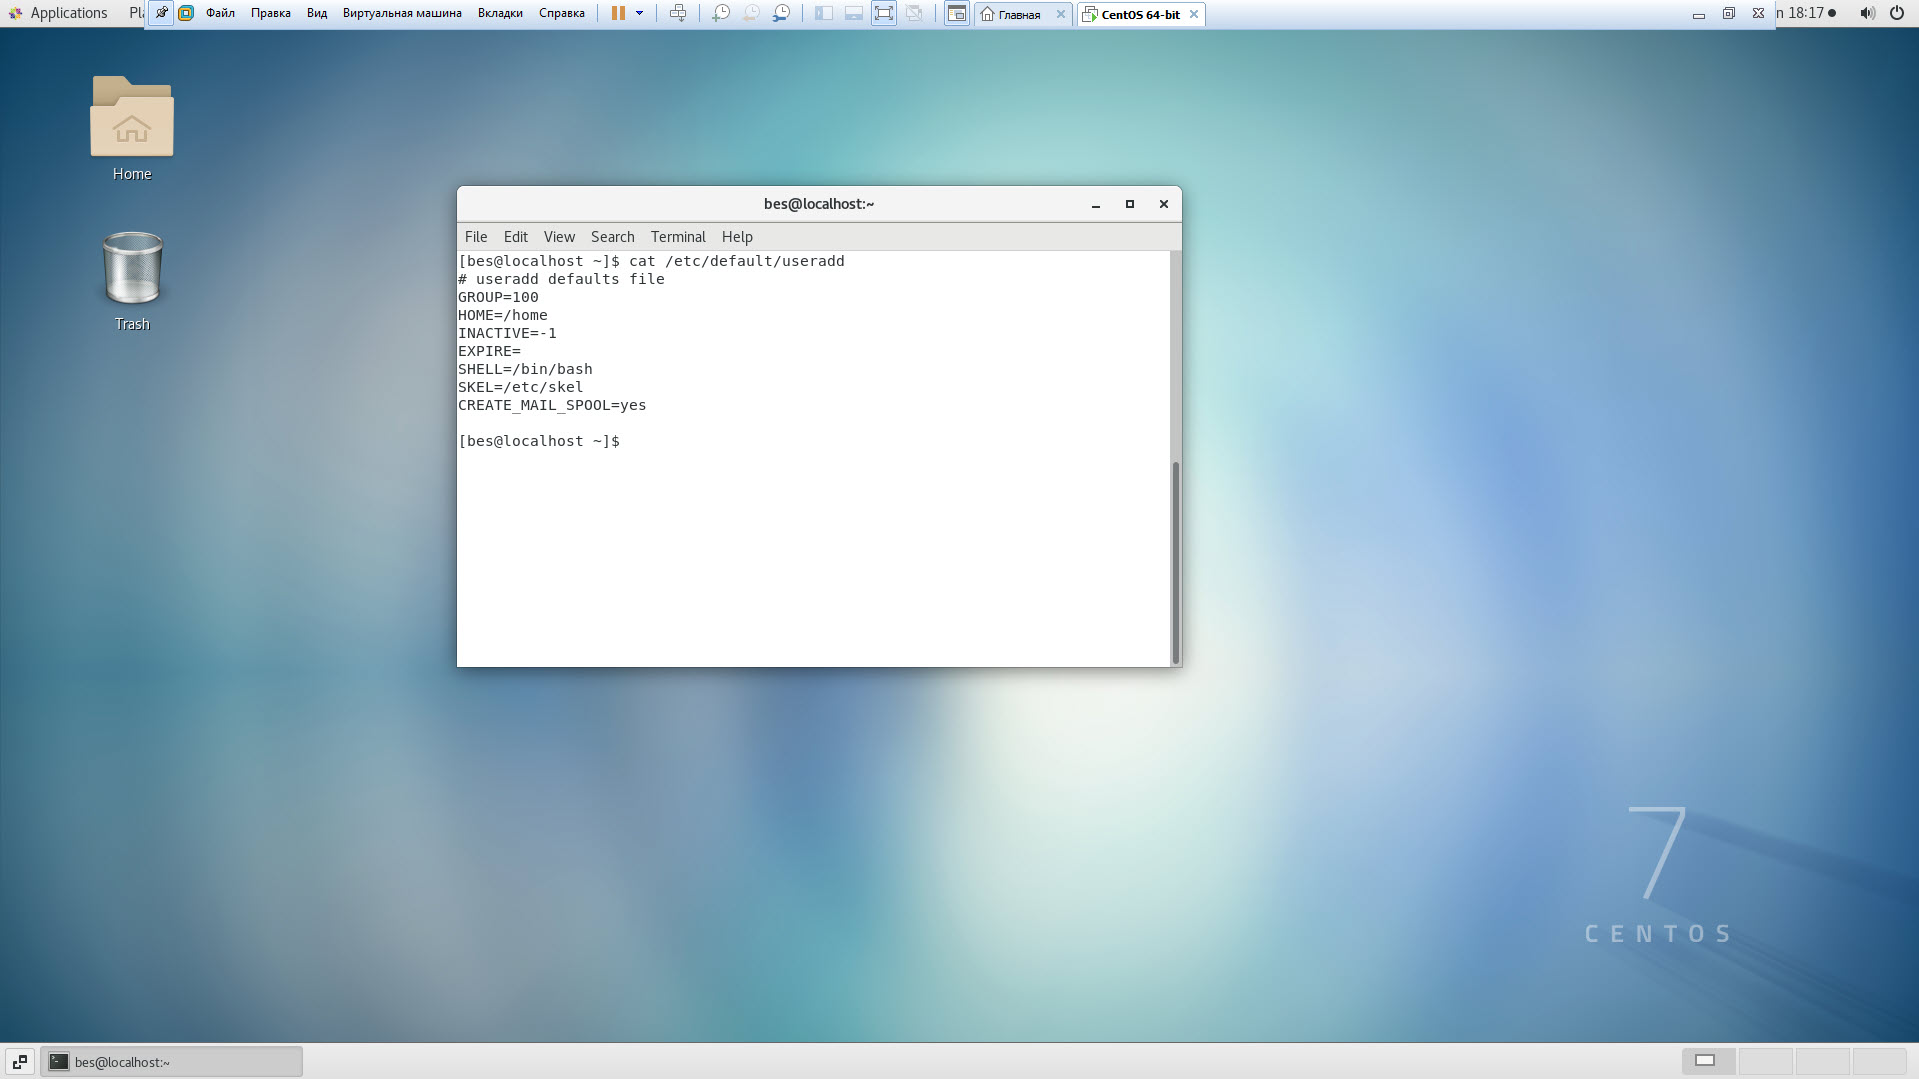 Applications Pl Файл Правка Вид Виртуальная машина Вкладки Справка Главная CentOS 64-bit n 18:17
Home
Trash
bes@localhost:~
File Edit View Search Terminal Help
[bes@localhost ~]$ cat /etc/default/useradd
# useradd defaults file
GROUP=100
HOME=/home
INACTIVE=-1
EXPIRE=
SHELL=/bin/bash
SKEL=/etc/skel
CREATE_MAIL_SPOOL=yes
[bes@localhost ~]$
7
CENTOS
bes@localhost:~